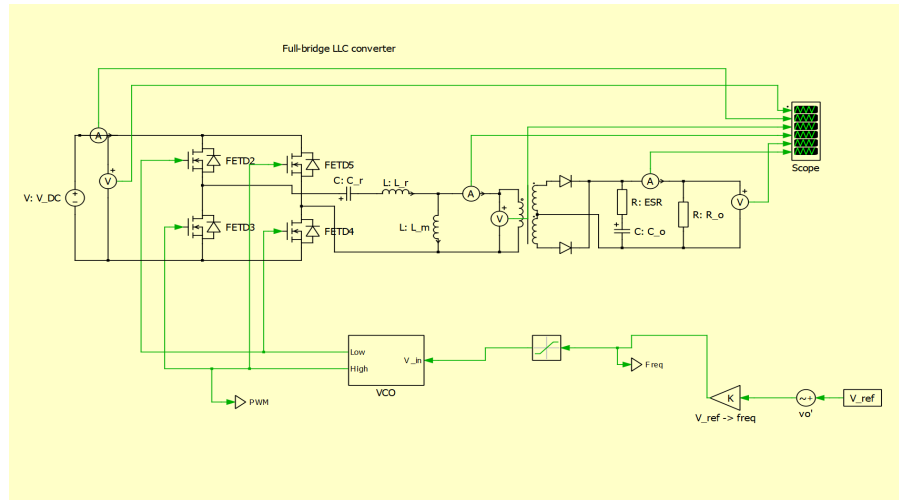 Full-bridge LLC converter
A
V
V: V_DC
FETD2
FETD5
FETD3
FETD4
C: C_r
L: L_r
L: L_m
A
V
A
R: ESR
C: C_o
R: R_o
V
Scope
Low
High
V_in
VCO
PWM
Freq
K
V_ref -> freq
vo'
V_ref